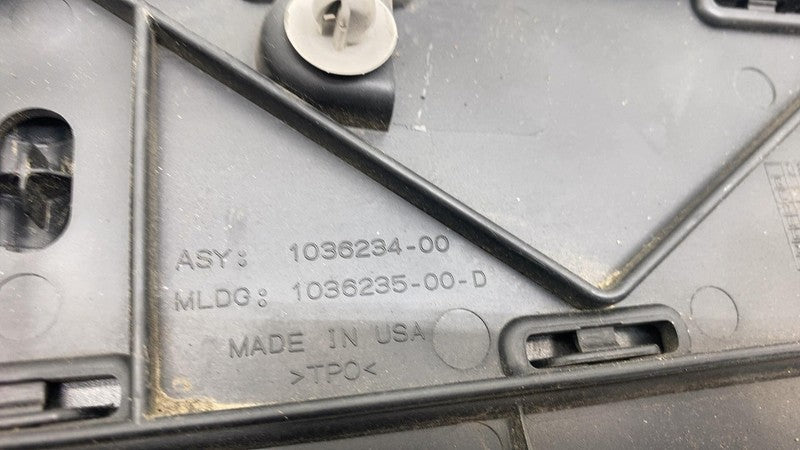 ASY: 1036234-00
MLDG: 1036235-00-D
MADE IN USA
>TPO<